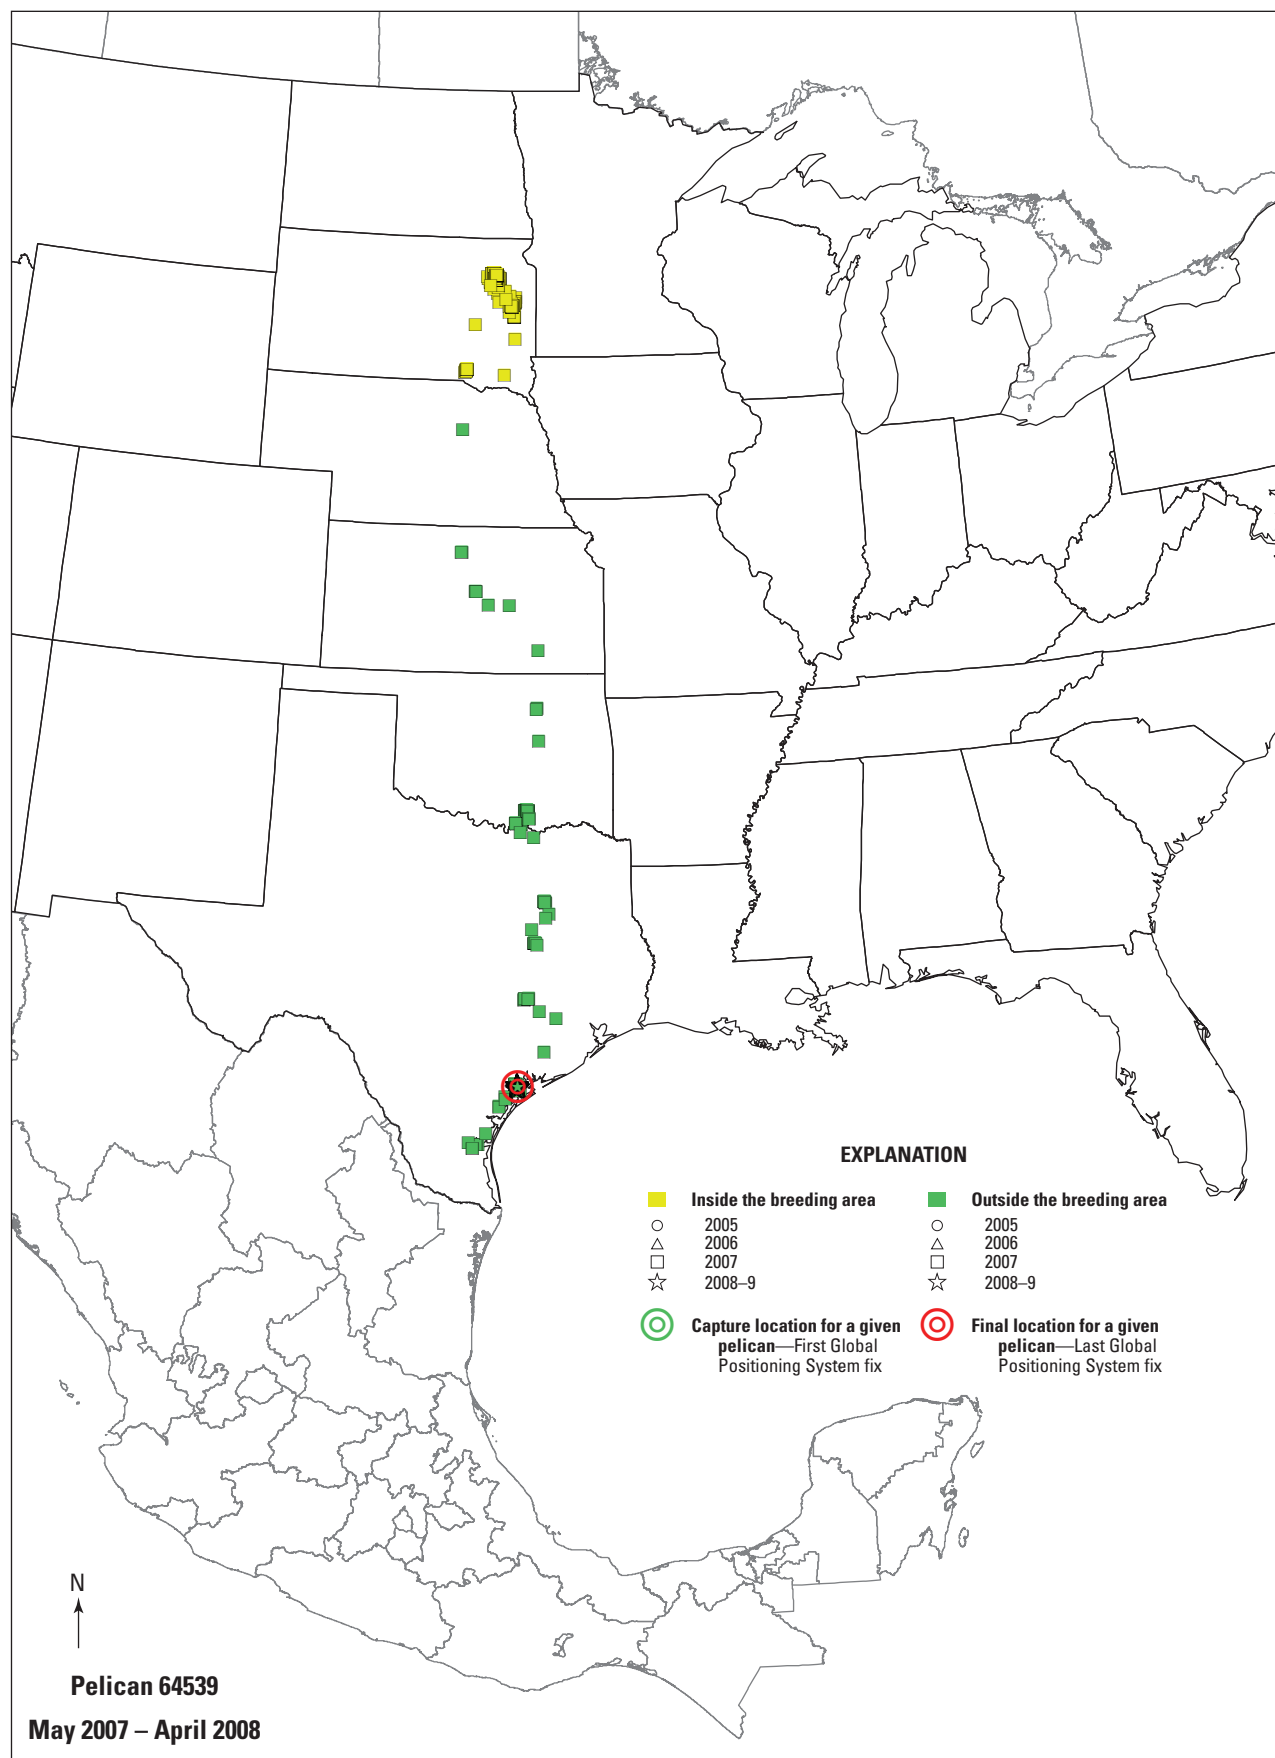 EXPLANATION
Inside the breeding area
2005
2006
2007
2008–9
Capture location for a given
pelican—First Global
Positioning System fix
Outside the breeding area
2005
2006
2007
2008–9
Final location for a given
pelican—Last Global
Positioning System fix
N
Pelican 64539
May 2007 – April 2008